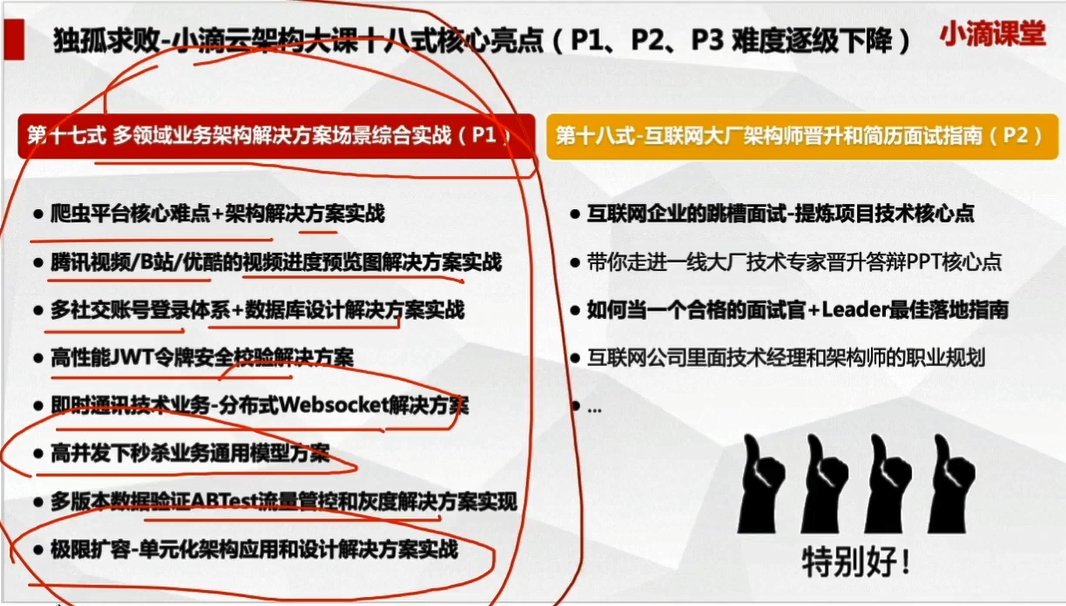 独孤求败-小滴云架构大课十八式核心亮点（P1、P2、P3 难度逐级下降）
小滴课堂
第十七式 多领域业务架构解决方案场景综合实战（P1）
爬虫平台核心难点+架构解决方案实战
腾讯视频/B站/优酷的视频进度预览图解决方案实战
多社交账号登录体系+数据库设计解决方案实战
高性能JWT令牌安全校验解决方案
即时通讯技术业务-分布式Websocket解决方案
高并发下秒杀业务通用模型方案
多版本数据验证ABTest流量管控和灰度解决方案实现
极限扩容-单元化架构应用和设计解决方案实战
第十八式-互联网大厂架构师晋升和简历面试指南（P2）
互联网企业的跳槽面试-提炼项目技术核心点
带你走进一线大厂技术专家晋升答辩PPT核心点
如何当一个合格的面试官+Leader最佳落地指南
互联网公司里面技术经理和架构师的职业规划
...
特别好！